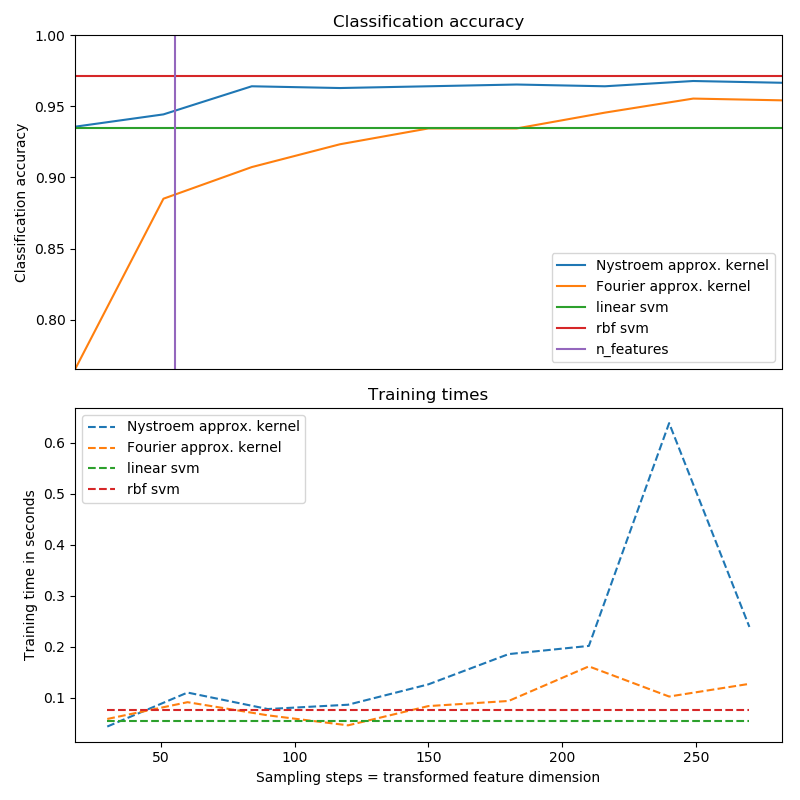 Classification accuracy
1.00
0.95
0.90
0.85
0.80
Classification accuracy
Nystroem approx. kernel
Fourier approx. kernel
linear svm
rbf svm
n_features
Training times
Nystroem approx. kernel
Fourier approx. kernel
linear svm
rbf svm
0.6
0.5
0.4
0.3
0.2
0.1
Training time in seconds
50
100
150
200
250
Sampling steps = transformed feature dimension